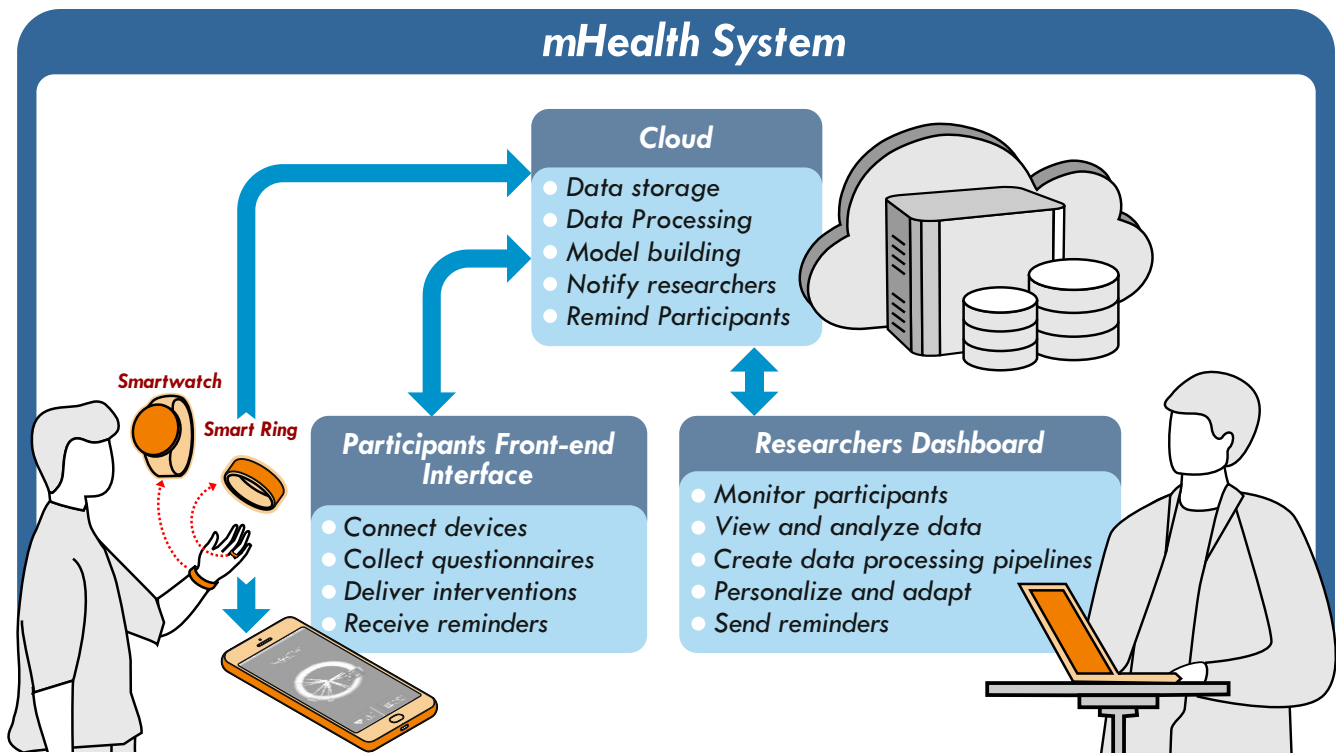 mHealth System
Cloud
Data storage
Data Processing
Model building
Notify researchers
Remind Participants
Smartwatch
Smart Ring
Participants Front-end
Interface
Connect devices
Collect questionnaires
Deliver interventions
Receive reminders
Researchers Dashboard
Monitor participants
View and analyze data
Create data processing pipelines
Personalize and adapt
Send reminders